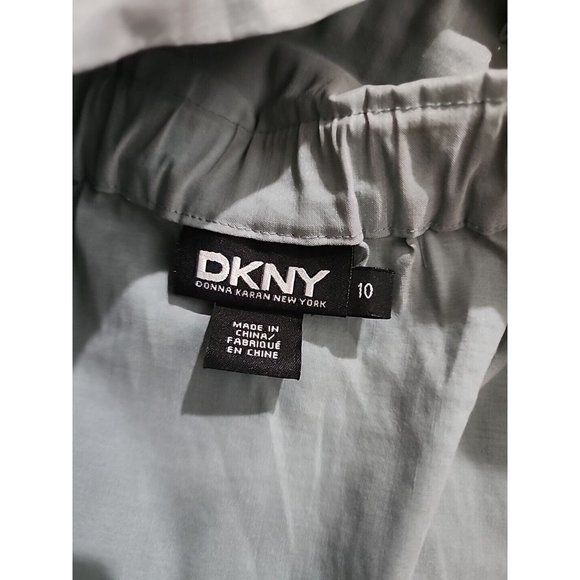 DKNY
DONNA KARAN NEW YORK
10
MADE IN
CHINA/
FABRIQUÉ
EN CHINE